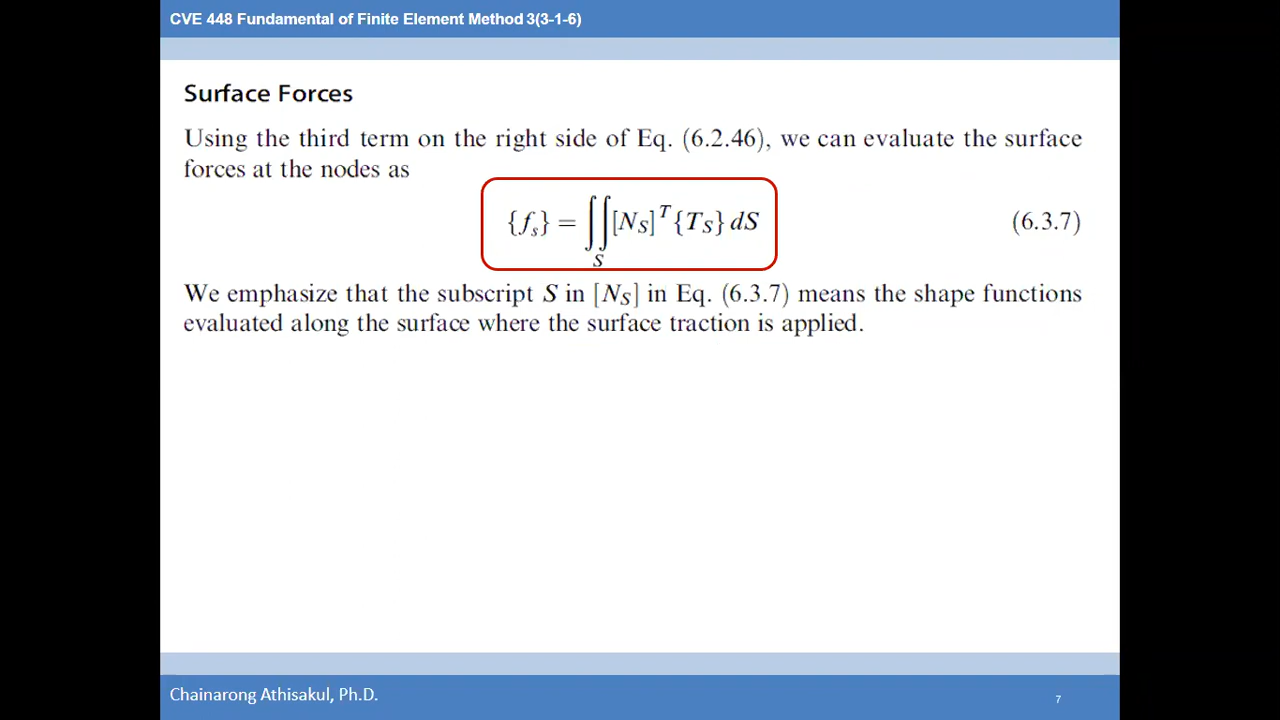 CVE 448 Fundamental of Finite Element Method 3(3-1-6)
Surface Forces
Using the third term on the right side of Eq. (6.2.46), we can evaluate the surface
forces at the nodes as
{f_s} = ∬_S [N_S]^T {T_S} dS (6.3.7)
We emphasize that the subscript S in [N_S] in Eq. (6.3.7) means the shape functions
evaluated along the surface where the surface traction is applied.
Chainarong Athisakul, Ph.D.
7